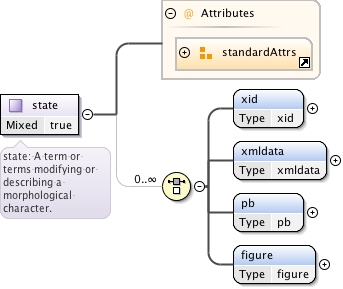 @ Attributes
standardAttrs
state
Mixed true
state: A term or
terms modifying or
describing a
morphological
character.
0..∞
xid
Type xid
xmldata
Type xmldata
pb
Type pb
figure
Type figure